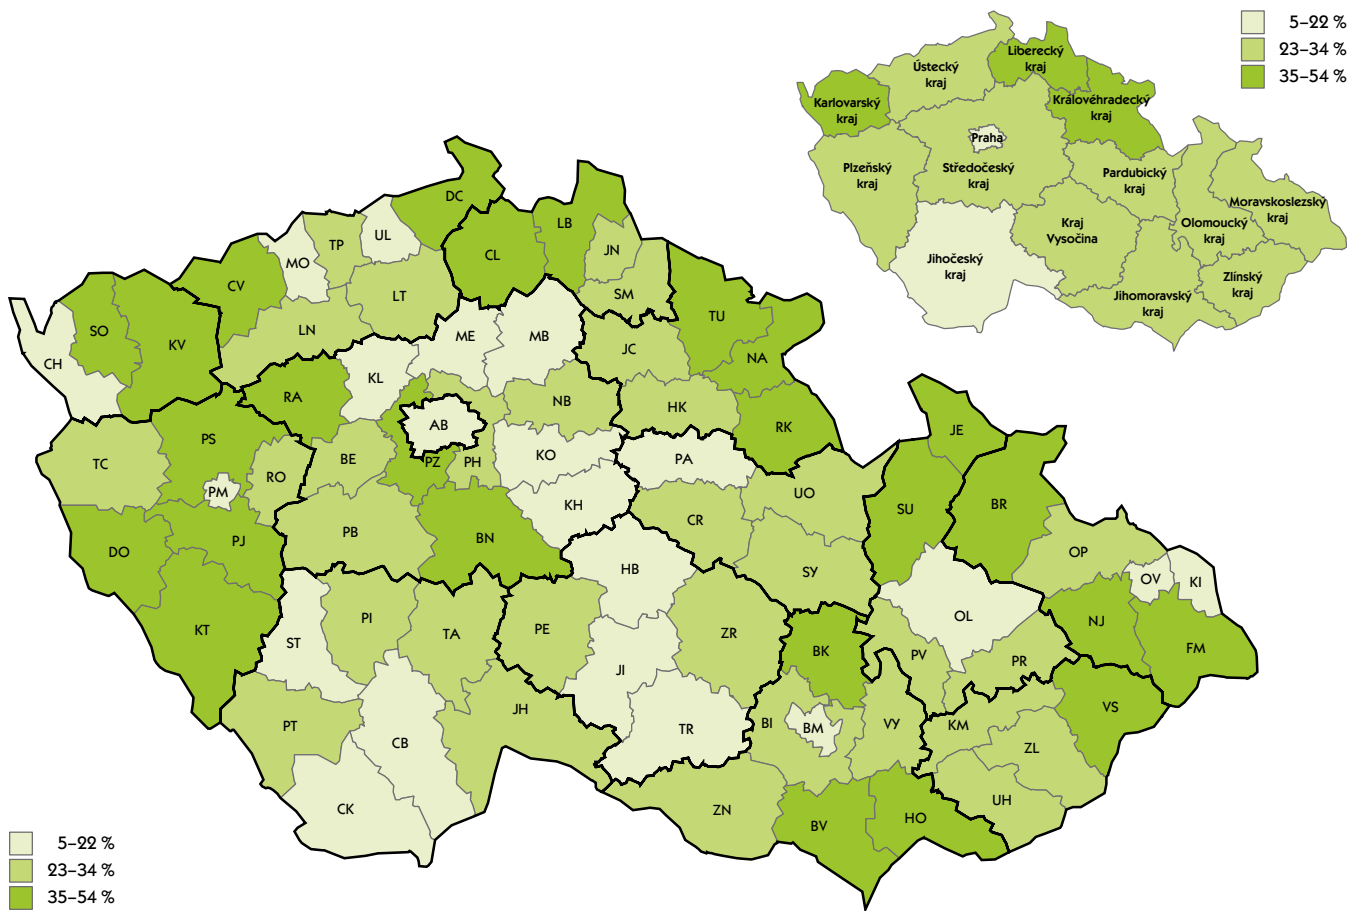 5–22 %
23–34 %
35–54 %
Liberecký
kraj
Ústecký
kraj
Karlovarský
kraj
Královéhradecký
kraj
Praha
Plzeňský
kraj
Středočeský
kraj
Pardubický
kraj
Moravskoslezský
kraj
Kraj
Vysočina
Olomoucký
kraj
Jihočeský
kraj
Zlínský
kraj
Jihomoravský
kraj
DC
LB
UL
TP
JN
CL
MO
CV
LT
SM
TU
SO
LN
ME
MB
KV
JC
NA
CH
KL
RA
NB
HK
AB
RK
JE
PS
KO
PA
BE
PZ
PH
TC
RO
PM
UO
KH
BR
SU
CR
PB
BN
PJ
DO
OP
HB
SY
OV
KI
OL
PI
NJ
KT
PE
TA
ZR
ST
BK
FM
PV
PR
JI
VS
JH
PT
TR
BI
BM
VY
KM
CB
ZL
UH
CK
ZN
BV
HO
5–22 %
23–34 %
35–54 %